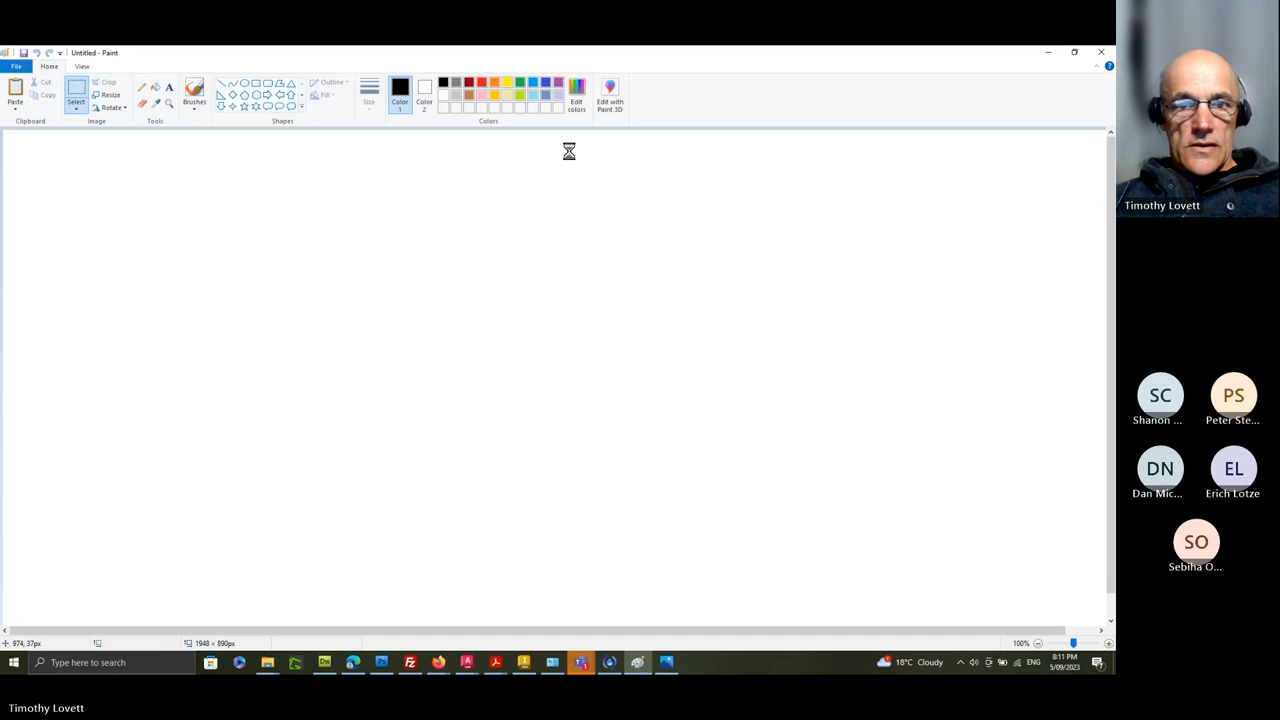 Untitled - Paint
File Home View
Paste
Cut
Copy
Clipboard
Select
Crop
Resize
Rotate
Image
A
Tools
Brushes
Shapes
Outline
Fill
Size
Color 1
Color 2
Edit colors
Edit with Paint 3D
Colors
Timothy Lovett
SC
Shanon ...
PS
Peter Ste...
DN
Dan Mic...
EL
Erich Lotze
SO
Sebiha O...
974, 37px
1948 × 890px
100%
Type here to search
18°C Cloudy
ENG
8:11 PM
5/09/2023
Timothy Lovett